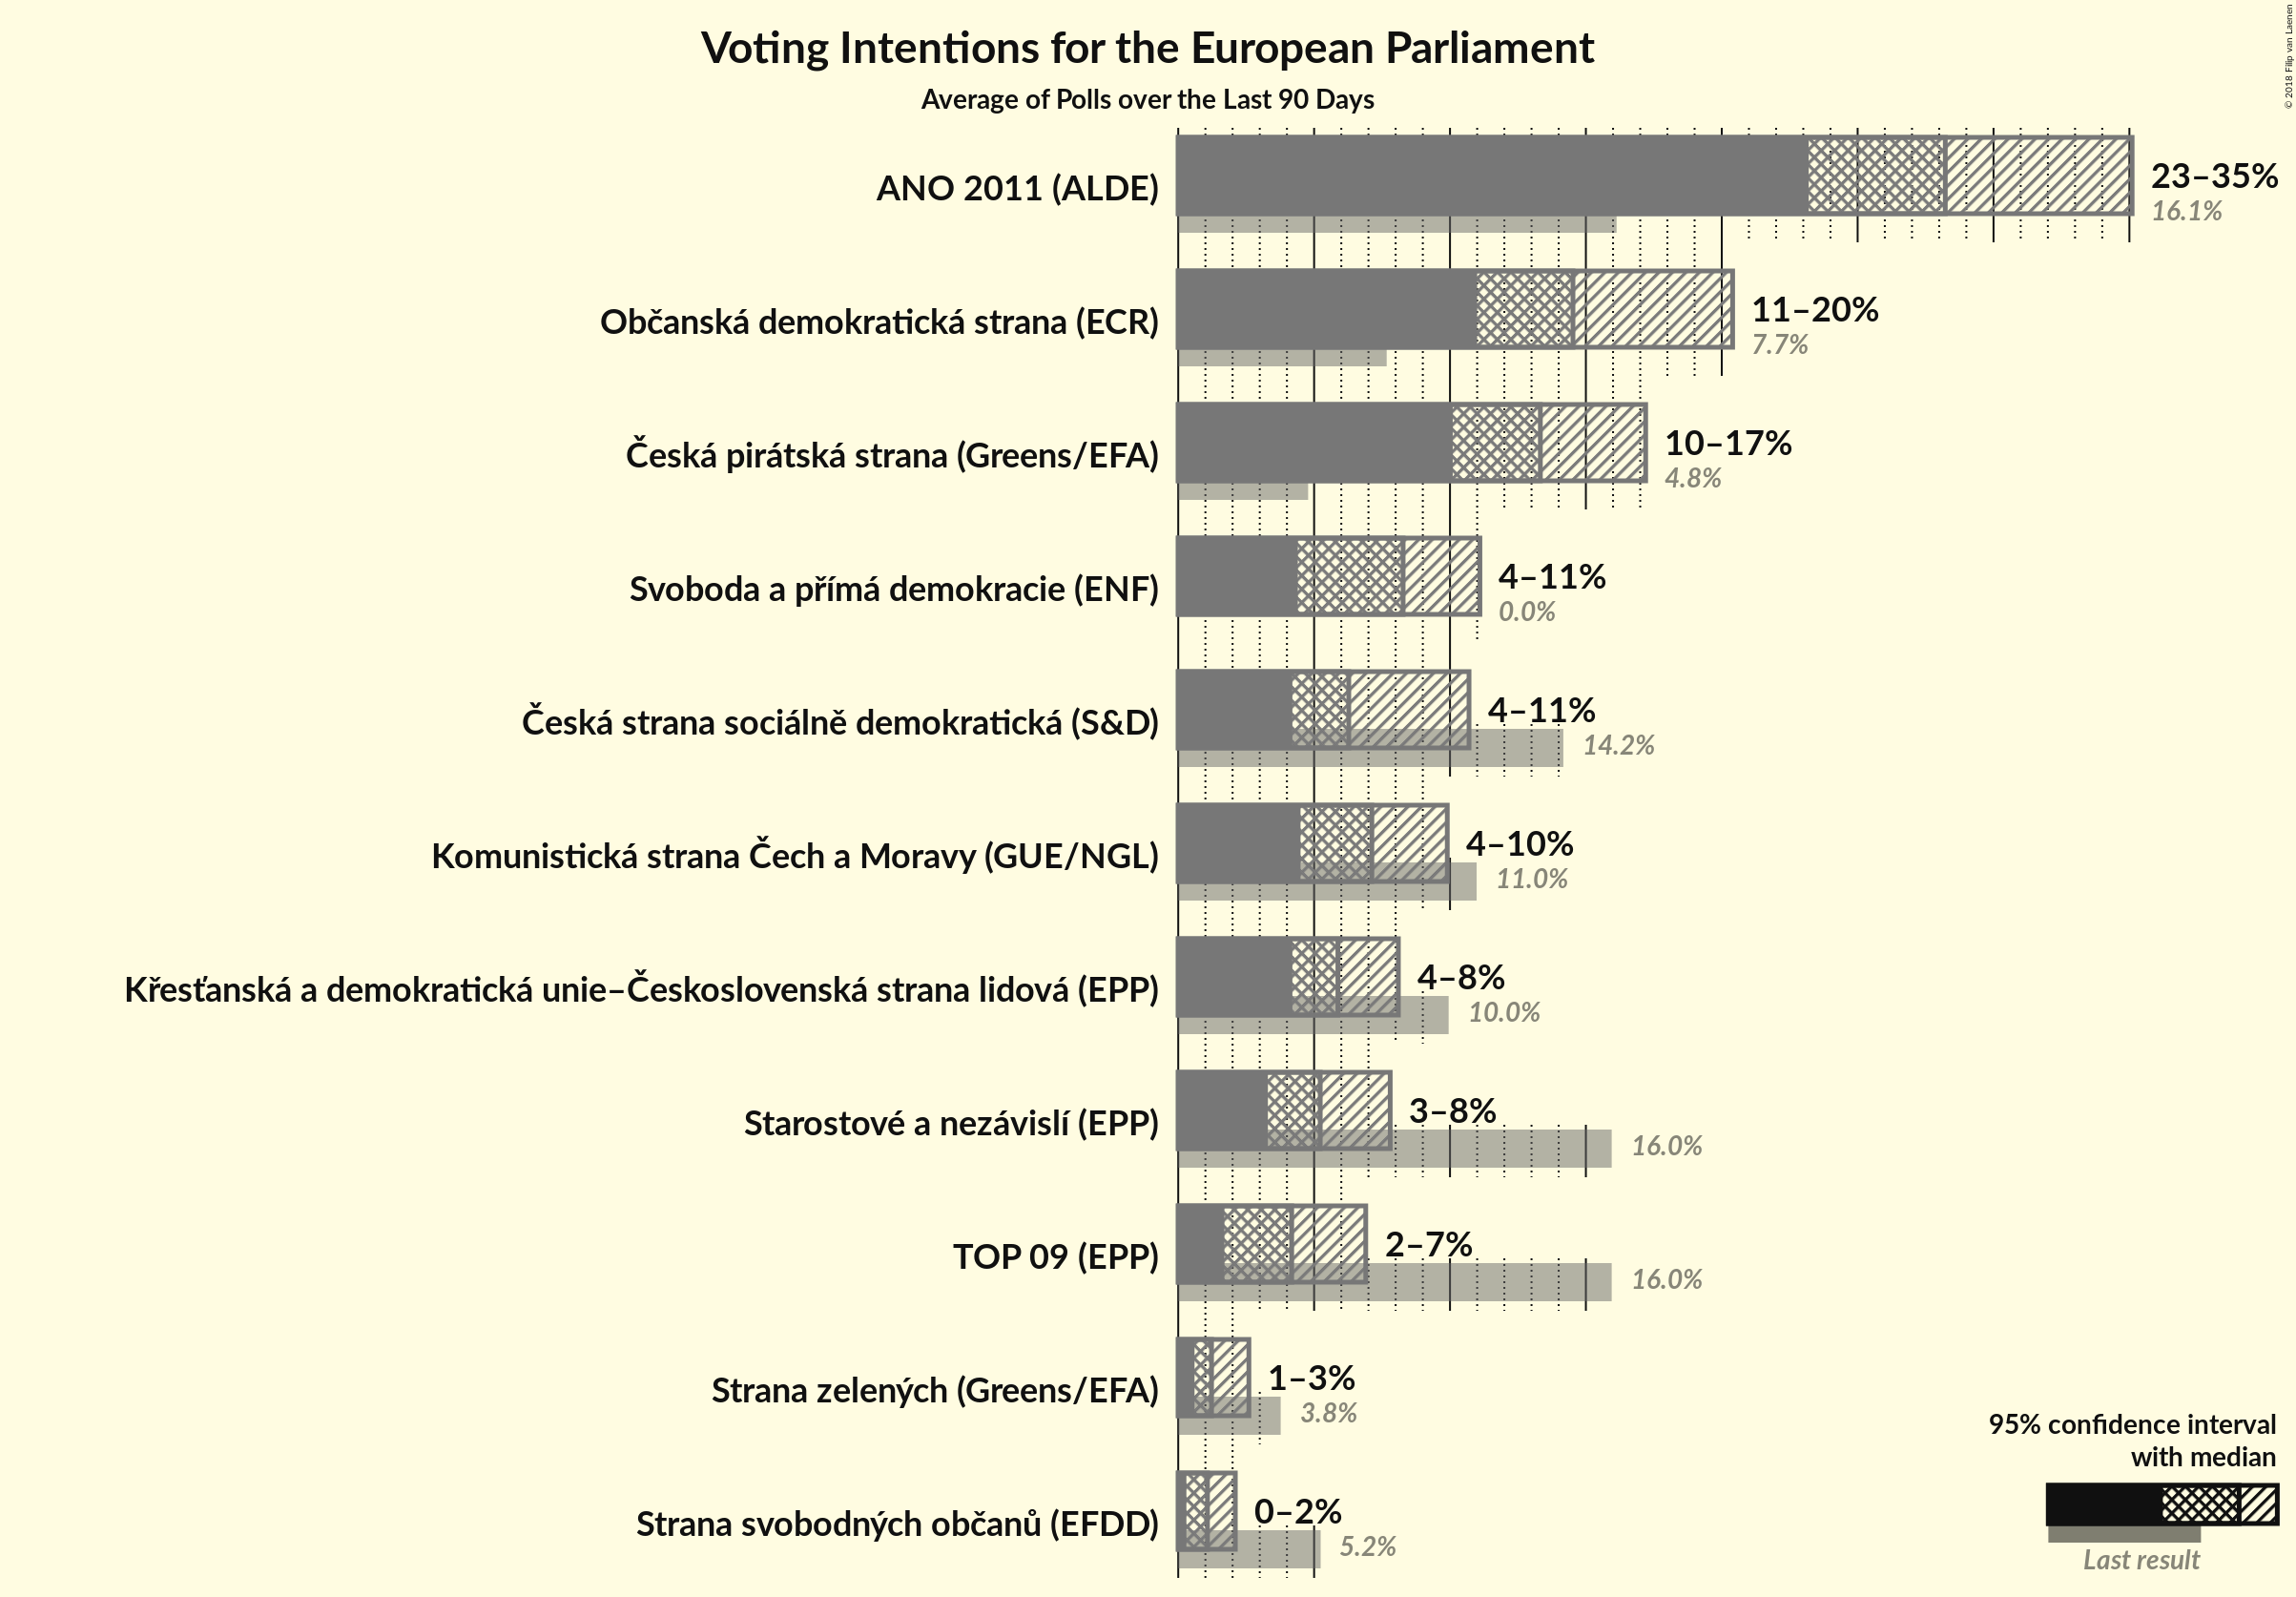 Voting Intentions for the European Parliament
Average of Polls over the Last 90 Days
© 2018 Filip van Laenen
ANO 2011 (ALDE)
23–35%
16.1%
Občanská demokratická strana (ECR)
11–20%
7.7%
Česká pirátská strana (Greens/EFA)
10–17%
4.8%
Svoboda a přímá demokracie (ENF)
4–11%
0.0%
Česká strana sociálně demokratická (S&D)
4–11%
14.2%
Komunistická strana Čech a Moravy (GUE/NGL)
4–10%
11.0%
Křesťanská a demokratická unie–Československá strana lidová (EPP)
4–8%
10.0%
Starostové a nezávislí (EPP)
3–8%
16.0%
TOP 09 (EPP)
2–7%
16.0%
Strana zelených (Greens/EFA)
1–3%
3.8%
Strana svobodných občanů (EFDD)
0–2%
5.2%
95% confidence interval
with median
Last result